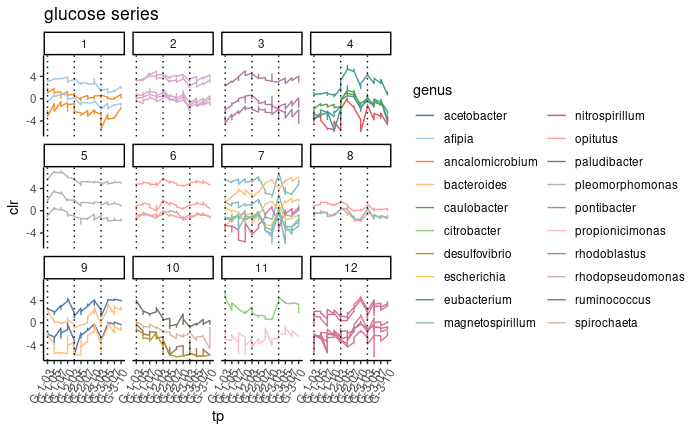 glucose series
1 2 3 4
4
0
-4
5 6 7 8
4
0
-4
9 10 11 12
4
0
-4
clr
tp
genus
acetobacter nitrospirillum
afipia opitutus
ancalomicrobium paludibacter
bacteroides pleomorphomonas
caulobacter pontibacter
citrobacter propionicimonas
desulfovibrio rhodoblastus
escherichia rhodopseudomonas
eubacterium ruminococcus
magnetospirillum spirochaeta